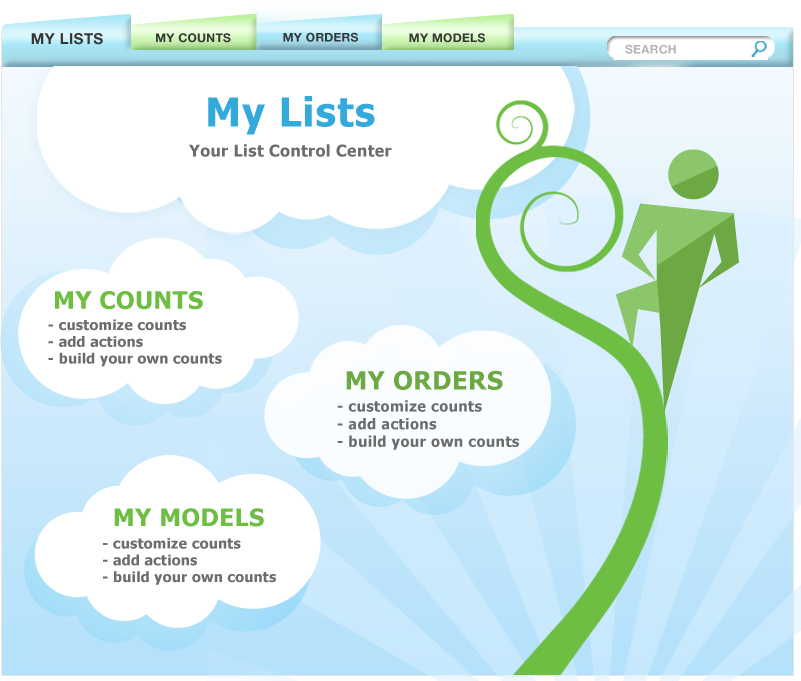 MY LISTS
MY COUNTS
MY ORDERS
MY MODELS
SEARCH
My Lists
Your List Control Center
MY COUNTS
- customize counts
- add actions
- build your own counts
MY ORDERS
- customize counts
- add actions
- build your own counts
MY MODELS
- customize counts
- add actions
- build your own counts